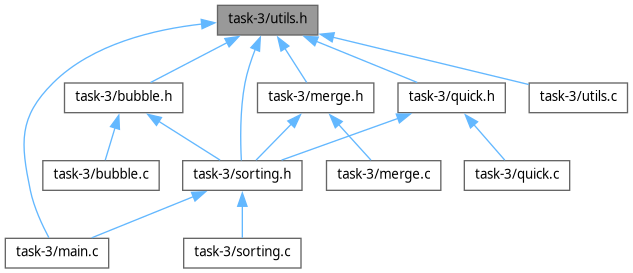 task-3/utils.h
task-3/bubble.h
task-3/merge.h
task-3/quick.h
task-3/utils.c
task-3/bubble.c
task-3/sorting.h
task-3/merge.c
task-3/quick.c
task-3/main.c
task-3/sorting.c